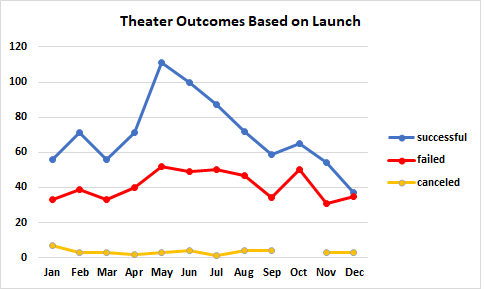 Theater Outcomes Based on Launch
120
100
80
60
40
20
0
Jan Feb Mar Apr May Jun Jul Aug Sep Oct Nov Dec
successful
failed
canceled